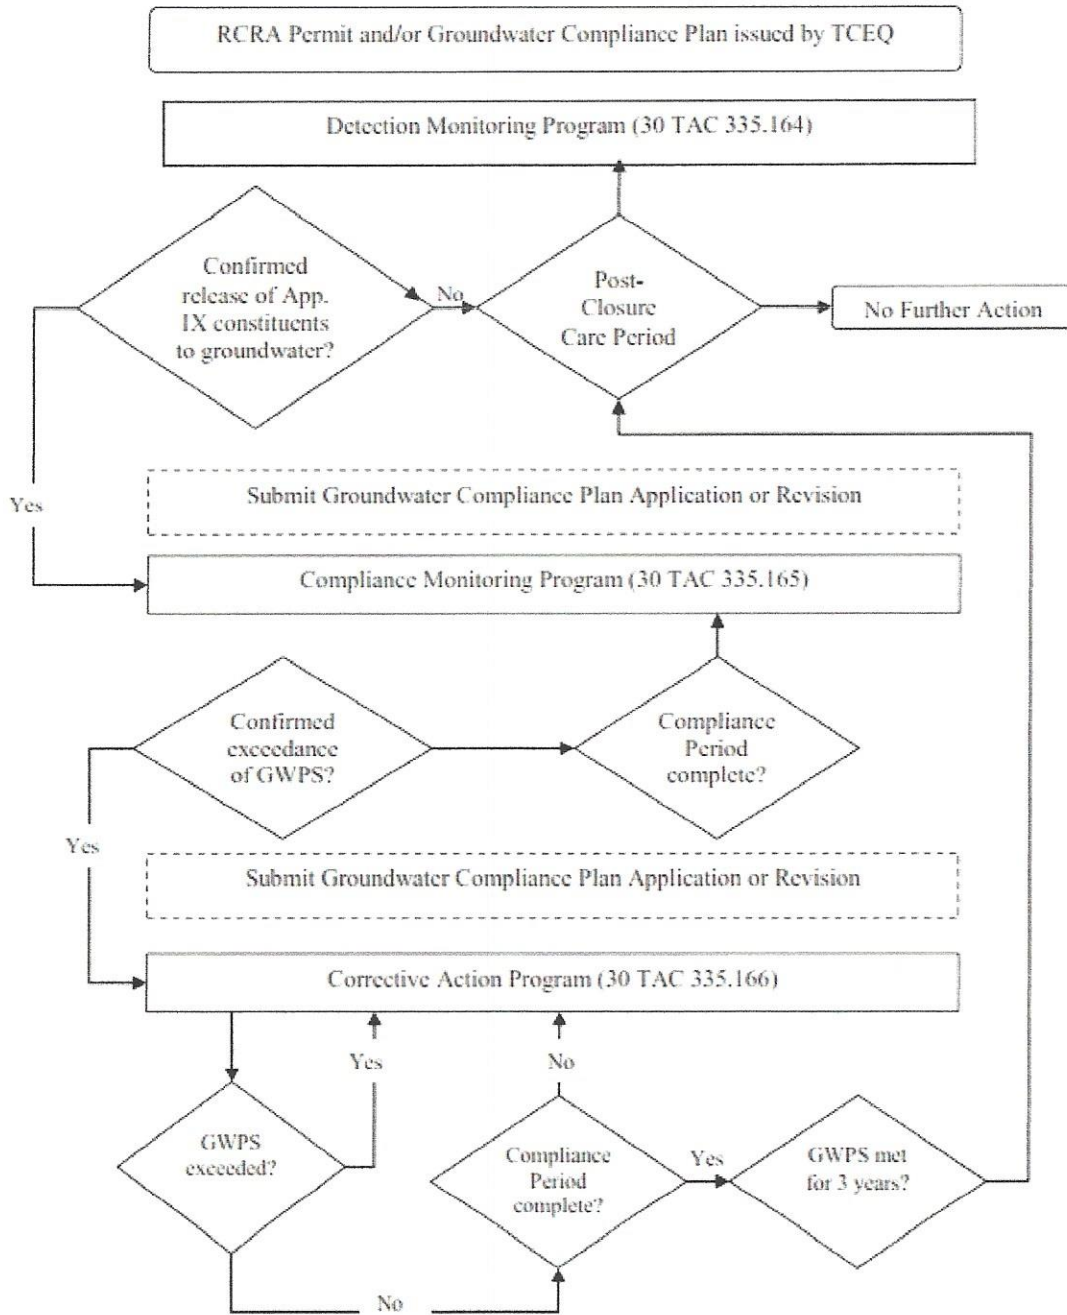 RCRA Permit and/or Groundwater Compliance Plan issued by TCEQ
Detection Monitoring Program (30 TAC 335.164)
Confirmed
release of App.
IX constituents
to groundwater?
No
Post-
Closure
Care Period
No Further Action
Yes
Submit Groundwater Compliance Plan Application or Revision
Compliance Monitoring Program (30 TAC 335.165)
Confirmed
exceedance
of GWPS?
Compliance
Period
complete?
Yes
Submit Groundwater Compliance Plan Application or Revision
Corrective Action Program (30 TAC 335.166)
Yes
No
GWPS
exceeded?
Compliance
Period
complete?
Yes
GWPS met
for 3 years?
No